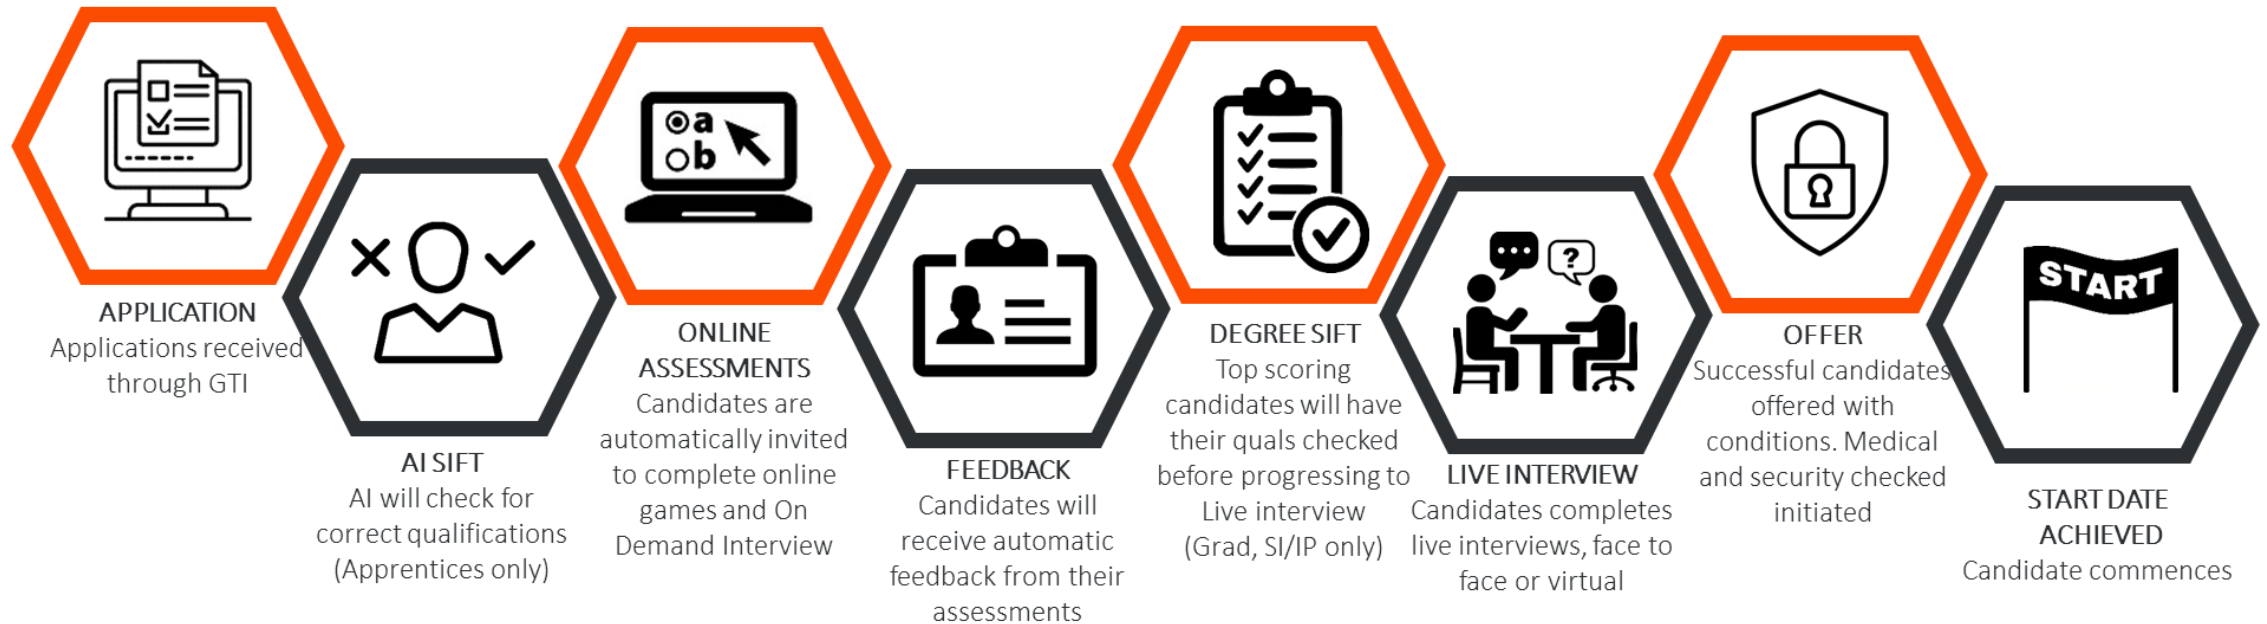 APPLICATION
Applications received
through GTI
AI SIFT
AI will check for
correct qualifications
(Apprentices only)
a
b
ONLINE
ASSESSMENTS
Candidates are
automatically invited
to complete online
games and On
Demand Interview
FEEDBACK
Candidates will
receive automatic
feedback from their
assessments
DEGREE SIFT
Top scoring
candidates will have
their quals checked
before progressing to
Live interview
(Grad, SI/IP only)
?
LIVE INTERVIEW
Candidates completes
live interviews, face to
face or virtual
OFFER
Successful candidates
offered with
conditions. Medical
and security checked
initiated
START
START DATE
ACHIEVED
Candidate commences